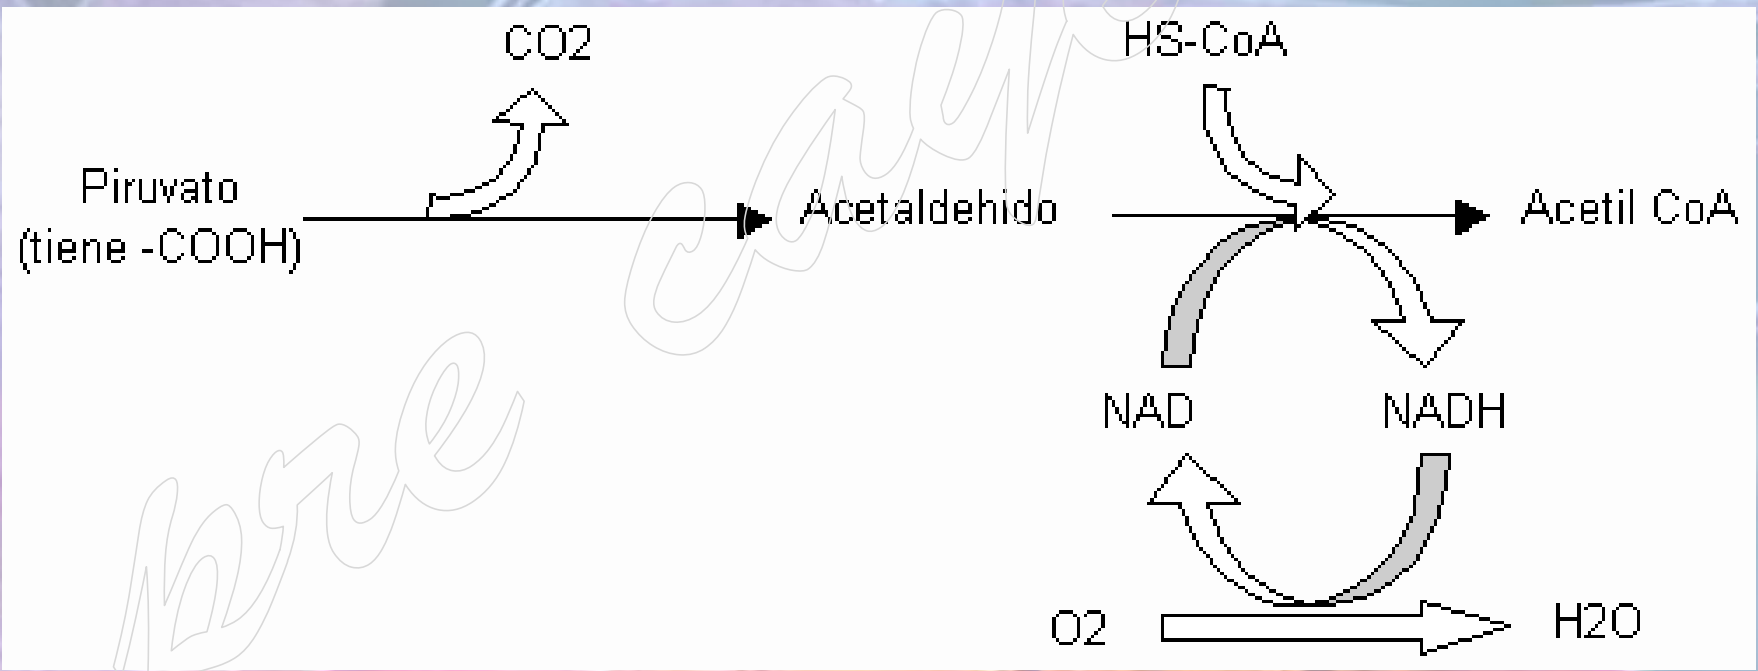 CO2
HS-CoA
Piruvato
(tiene -COOH)
Acetaldehido
Acetil CoA
NAD
NADH
O2
H2O